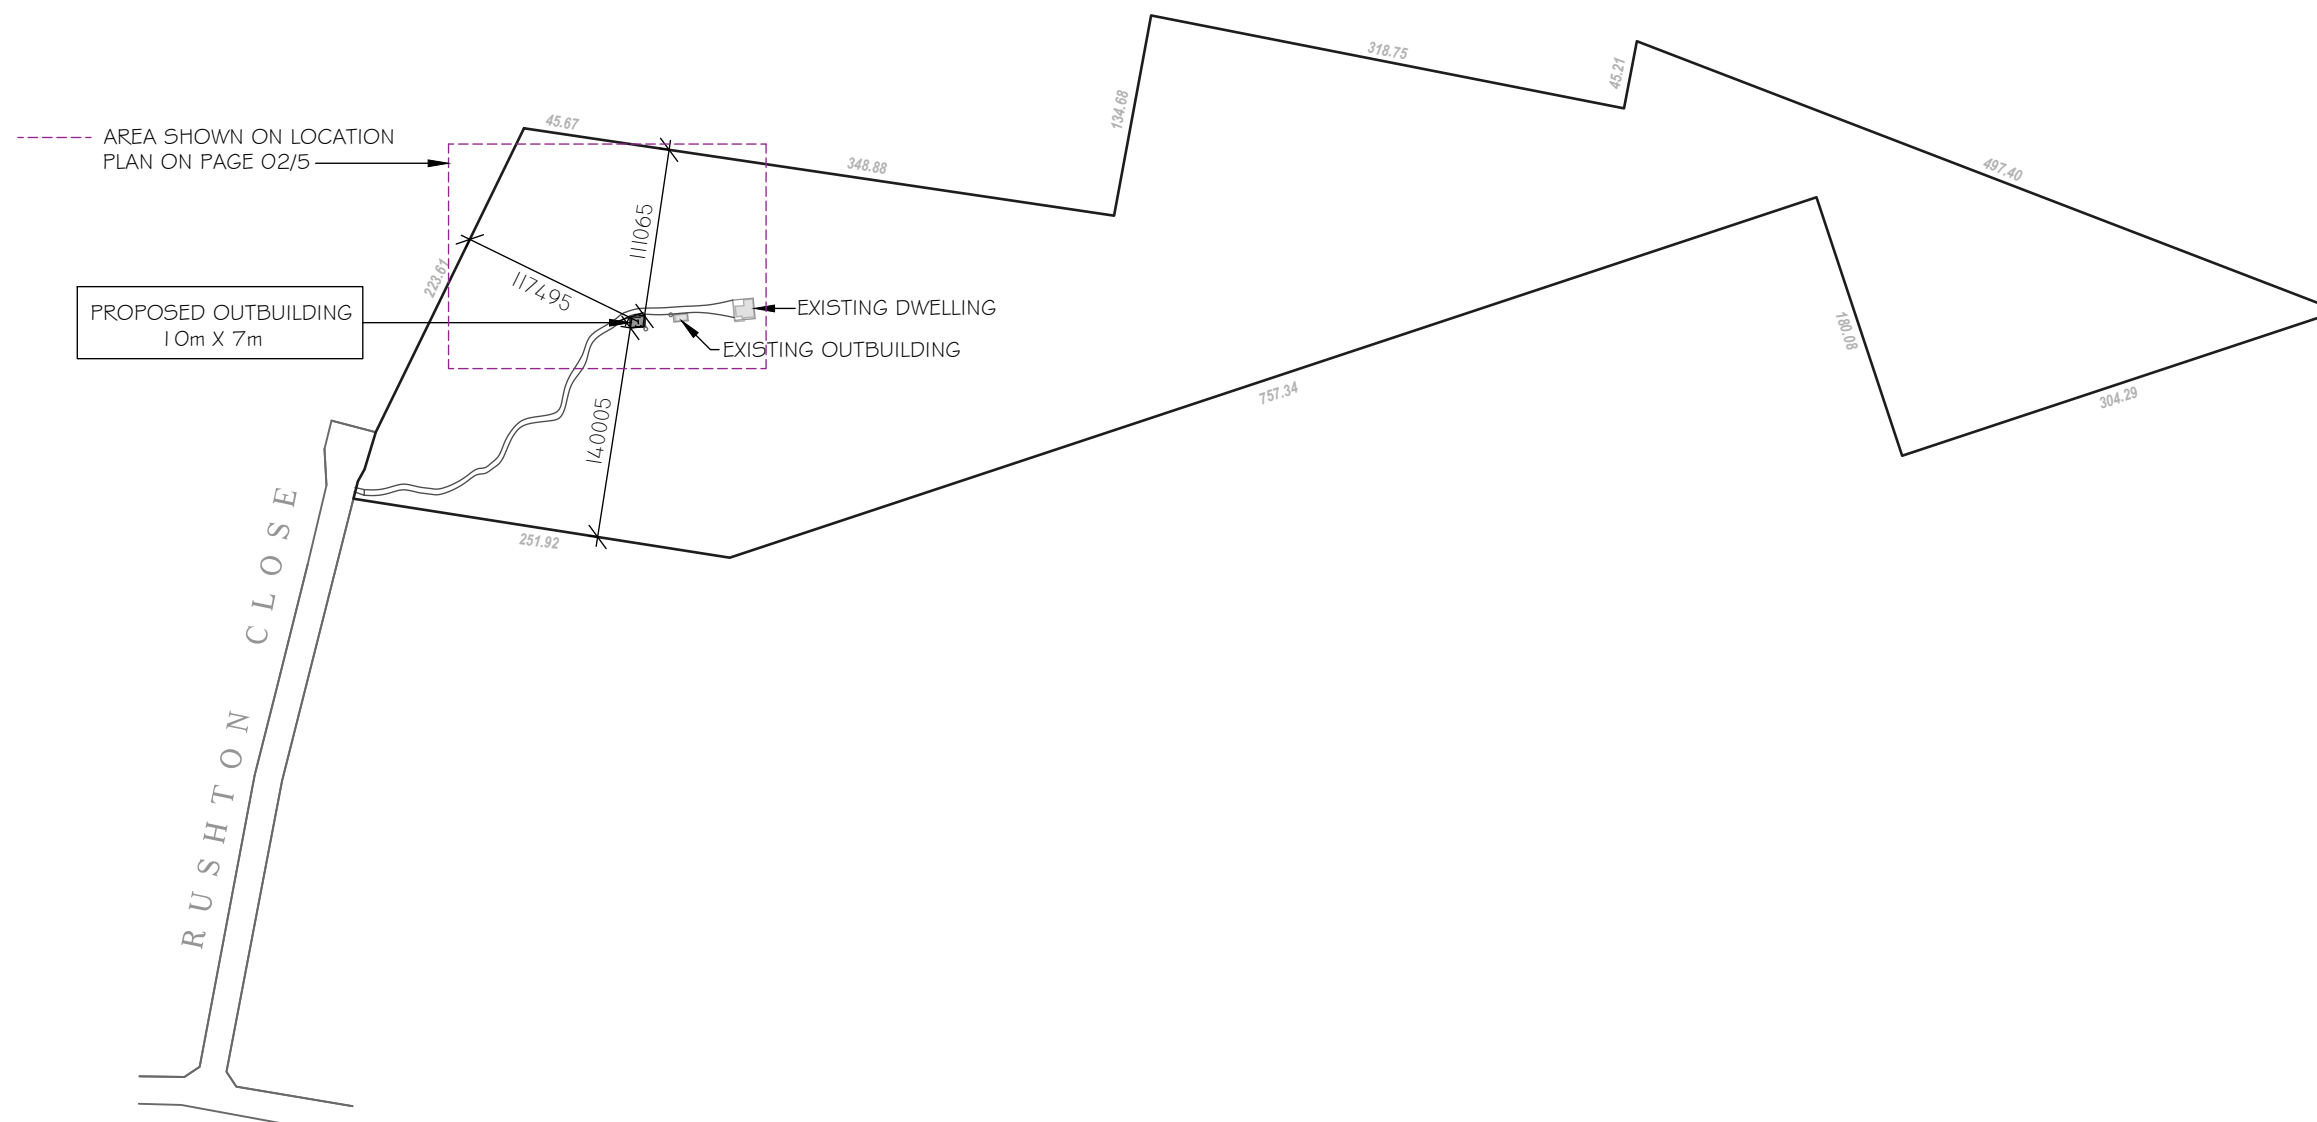 318.75
45.21
134.68
45.67
AREA SHOWN ON LOCATION
PLAN ON PAGE 02/5
348.88
497.40
111065
223.61
117495
PROPOSED OUTBUILDING
10m X 7m
EXISTING DWELLING
EXISTING OUTBUILDING
180.08
757.34
304.29
140005
251.92
RUSHTON CLOSE